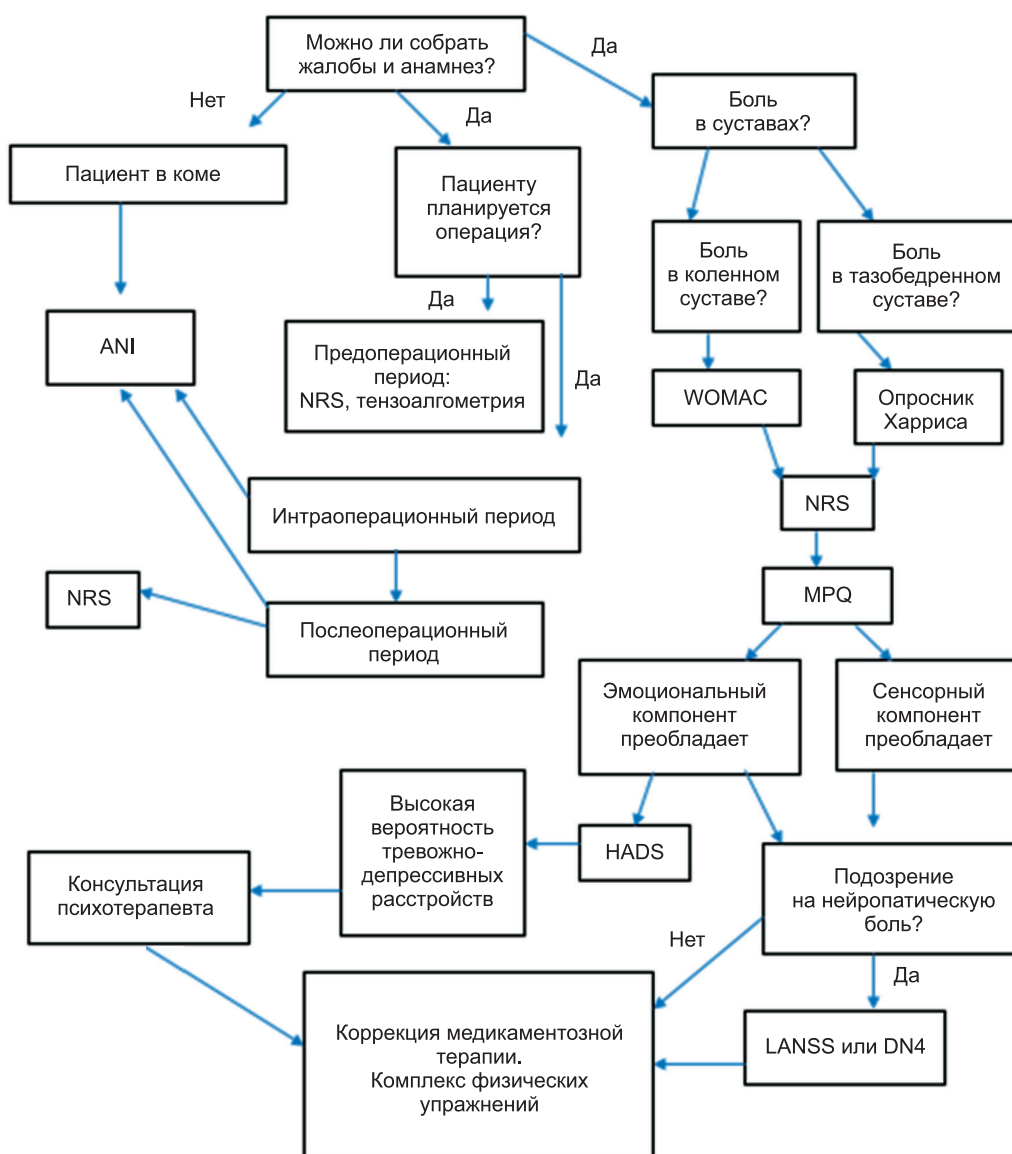 Можно ли собрать
жалобы и анамнез?
Да
Нет
Да
Боль
в суставах?
Пациент в коме
Пациенту
планируется
операция?
Боль
в коленном
суставе?
Боль
в тазобедренном
суставе?
Да
Да
ANI
Предоперационный
период:
NRS, тензоалгометрия
WOMAC
Опросник
Харриса
Интраоперационный период
NRS
NRS
Послеоперационный
период
MPQ
Эмоциональный
компонент
преобладает
Сенсорный
компонент
преобладает
Высокая
вероятность
тревожно-
депрессивных
расстройств
HADS
Консультация
психотерапевта
Подозрение
на нейропатическую
боль?
Нет
Да
Коррекция медикаментозной
терапии.
Комплекс физических
упражнений
LANSS или DN4